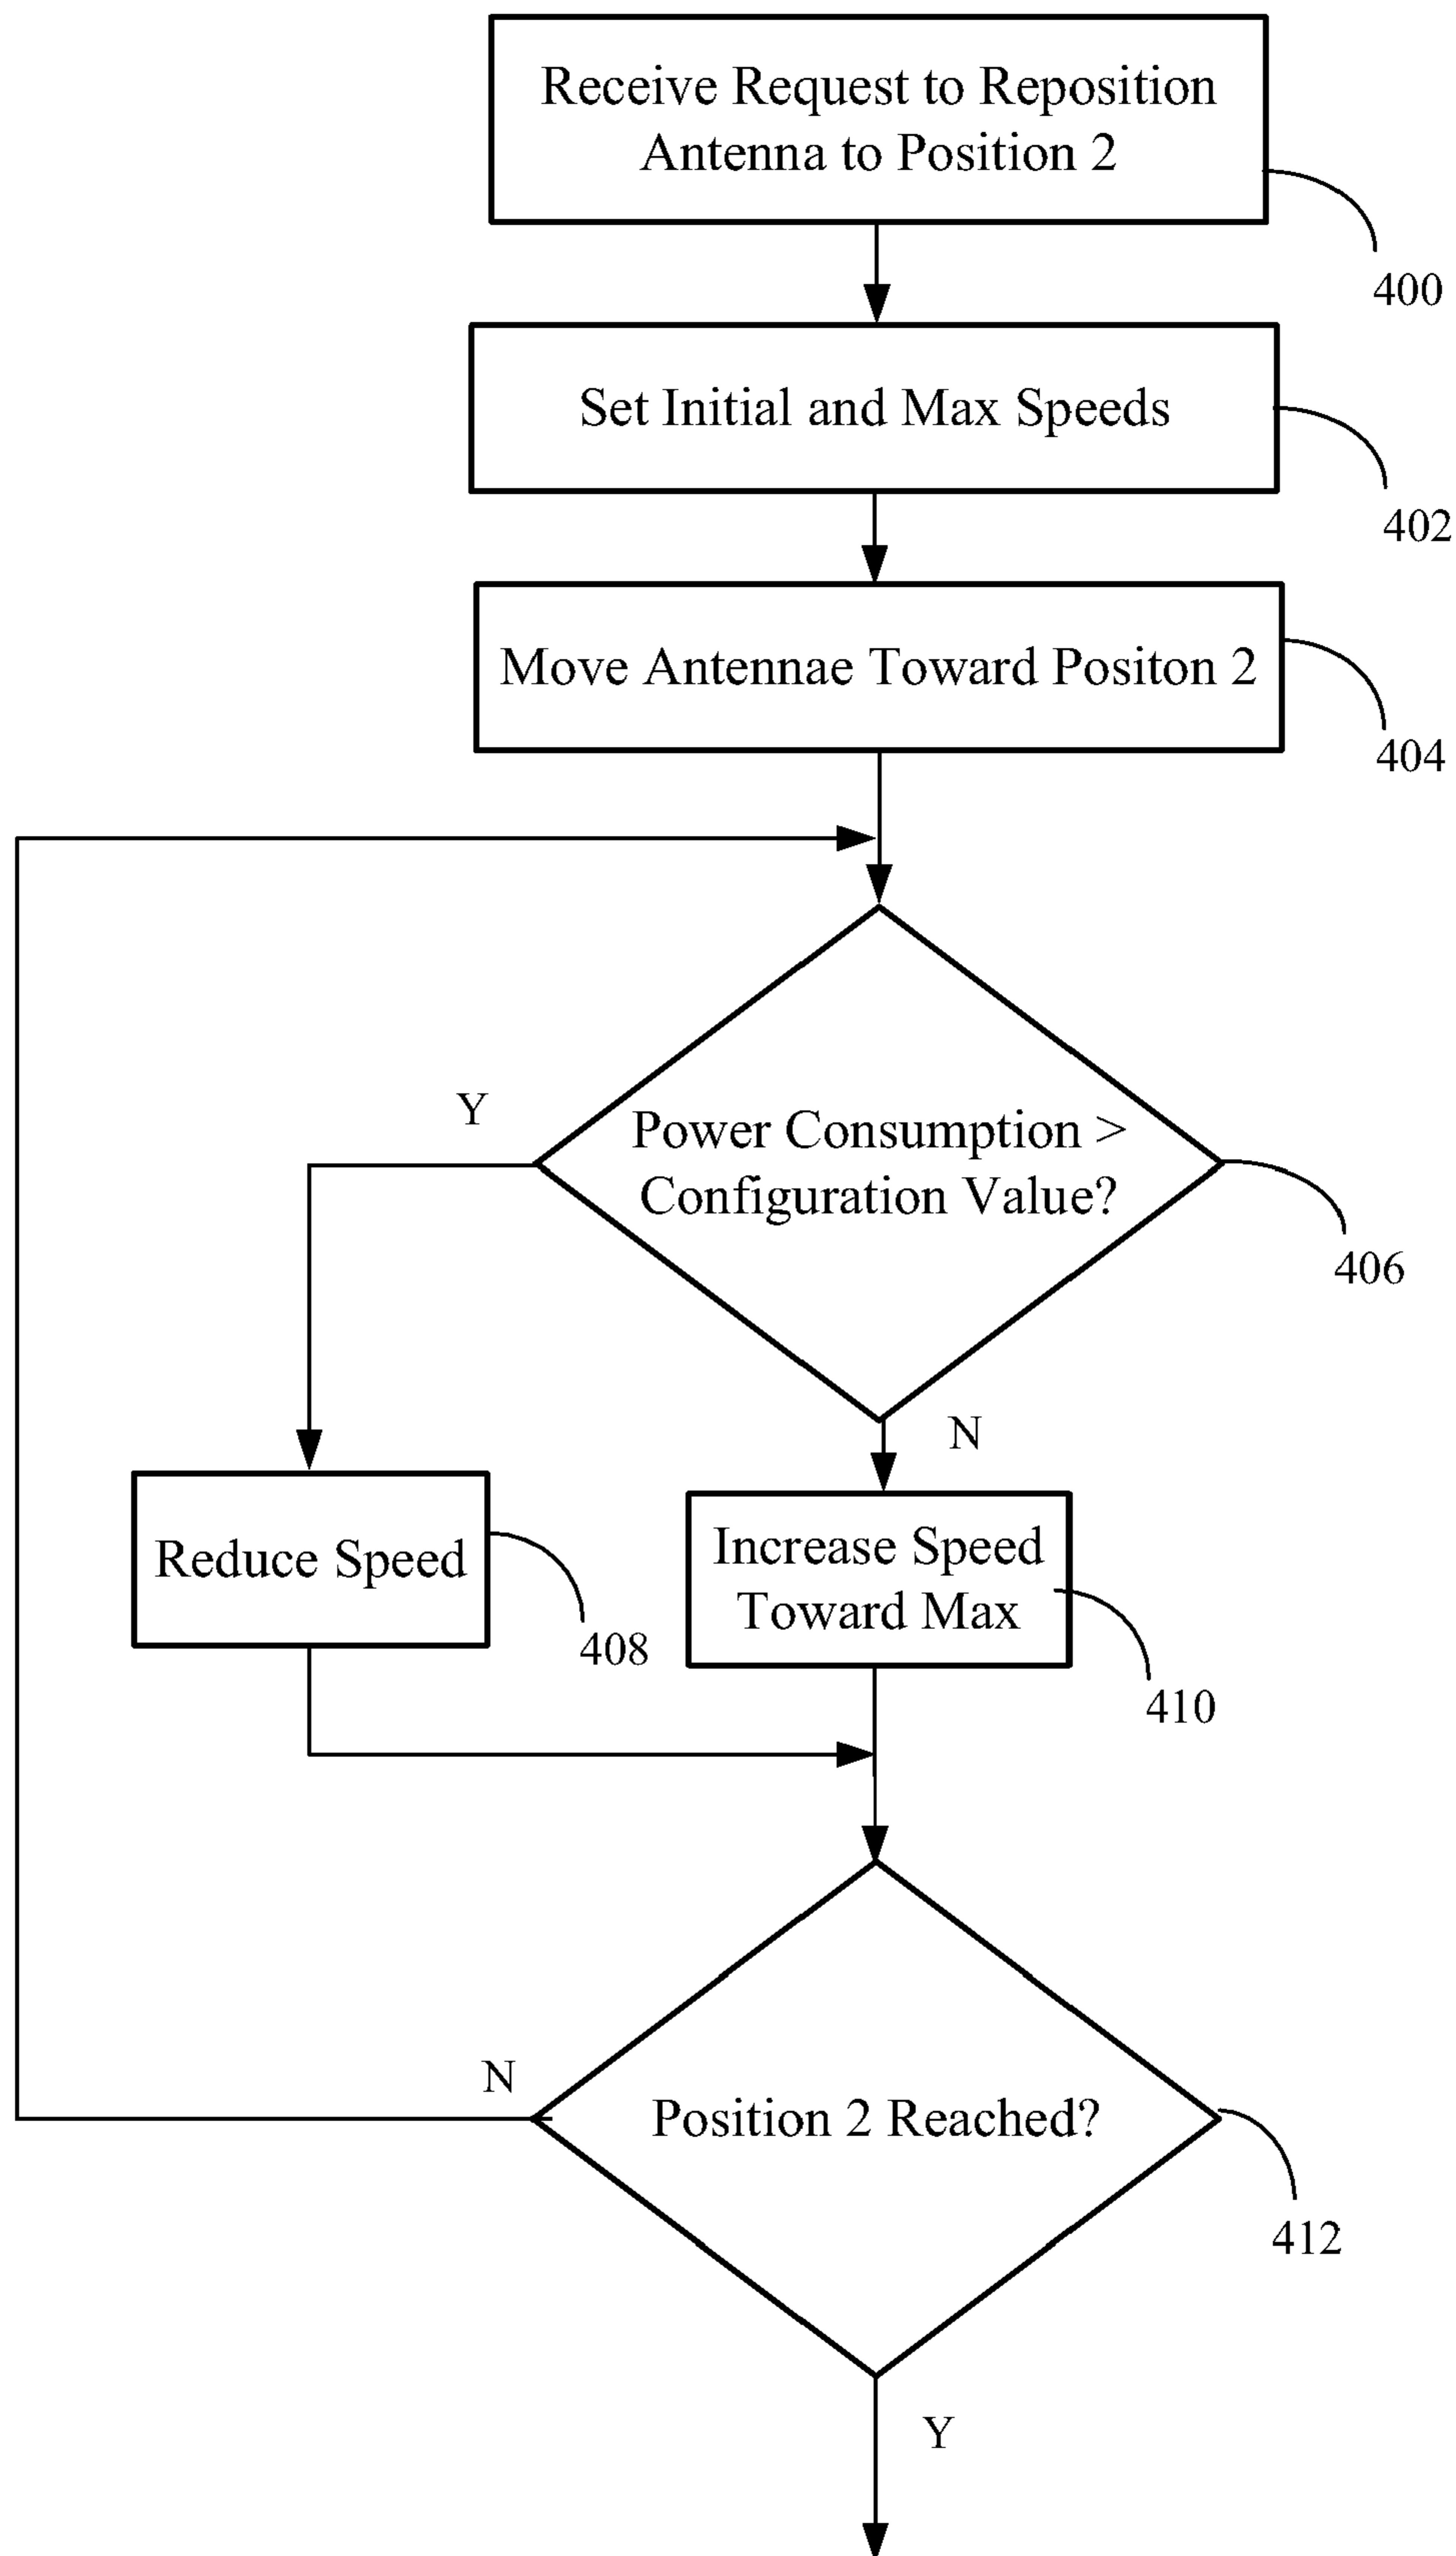 Receive Request to Reposition
Antenna to Position 2
400
Set Initial and Max Speeds
402
Move Antennae Toward Positon 2
404
Y
Power Consumption >
Configuration Value?
406
N
Reduce Speed
408
Increase Speed
Toward Max
410
N
Position 2 Reached?
412
Y